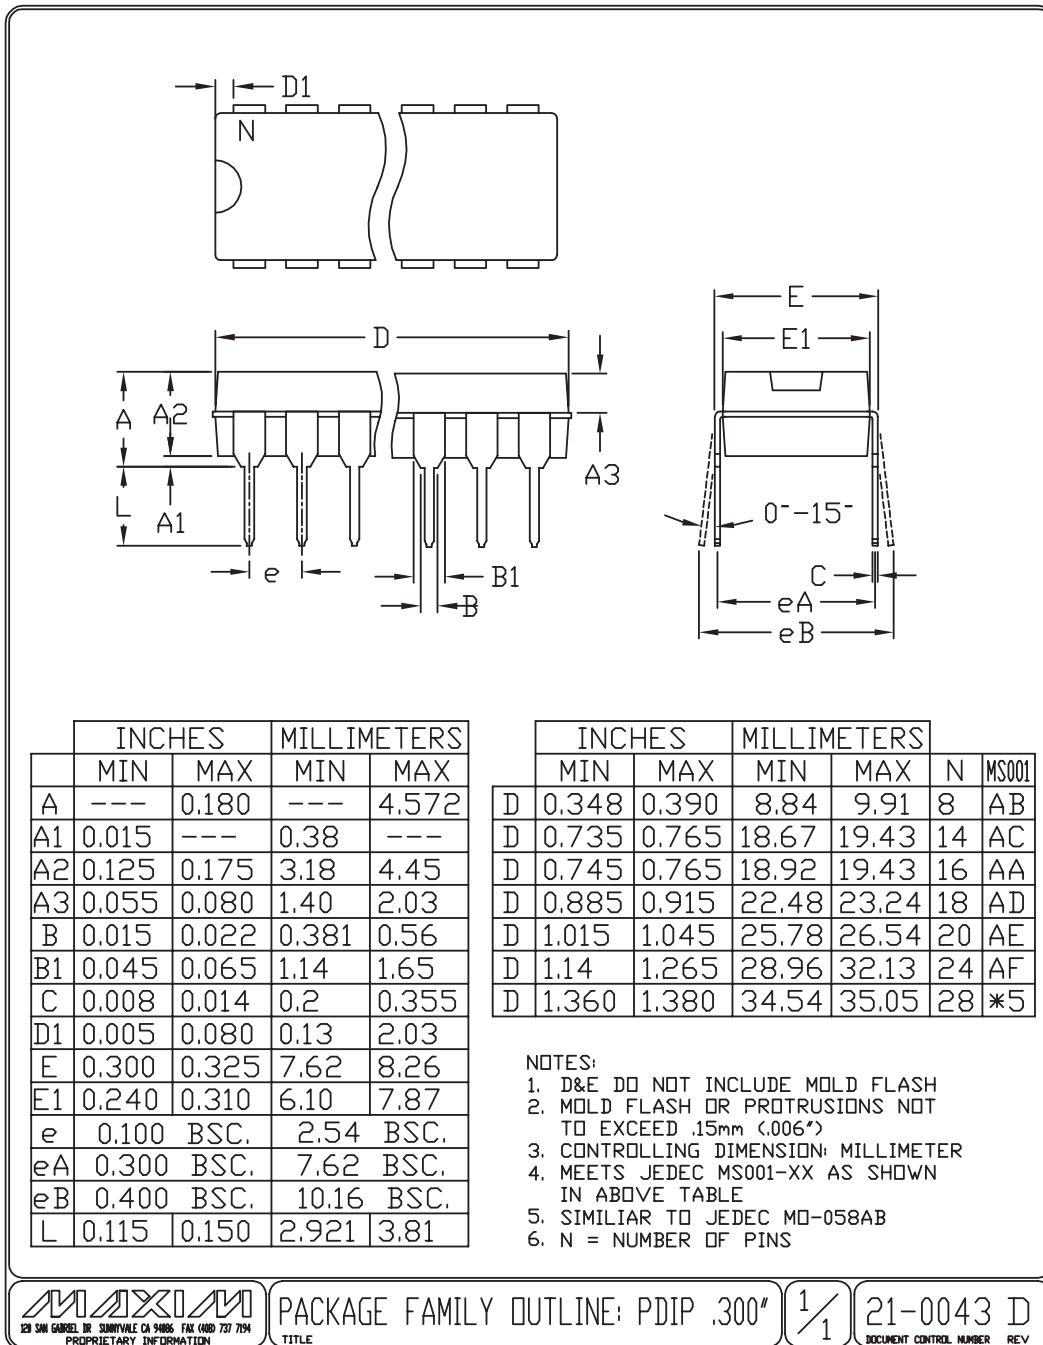 D1
N
D
E
E1
A
A2
A3
L
A1
0°-15°
e
B1
B
C
eA
eB
INCHES MILLIMETERS
MIN MAX MIN MAX
A --- 0.180 --- 4.572
A1 0.015 --- 0.38 ---
A2 0.125 0.175 3.18 4.45
A3 0.055 0.080 1.40 2.03
B 0.015 0.022 0.381 0.56
B1 0.045 0.065 1.14 1.65
C 0.008 0.014 0.2 0.355
D1 0.005 0.080 0.13 2.03
E 0.300 0.325 7.62 8.26
E1 0.240 0.310 6.10 7.87
e 0.100 BSC. 2.54 BSC.
eA 0.300 BSC. 7.62 BSC.
eB 0.400 BSC. 10.16 BSC.
L 0.115 0.150 2.921 3.81
INCHES MILLIMETERS
MIN MAX MIN MAX N MS001
D 0.348 0.390 8.84 9.91 8 AB
D 0.735 0.765 18.67 19.43 14 AC
D 0.745 0.765 18.92 19.43 16 AA
D 0.885 0.915 22.48 23.24 18 AD
D 1.015 1.045 25.78 26.54 20 AE
D 1.14 1.265 28.96 32.13 24 AF
D 1.360 1.380 34.54 35.05 28 *5
NOTES:
1. D&E DO NOT INCLUDE MOLD FLASH
2. MOLD FLASH OR PROTRUSIONS NOT
TO EXCEED .15mm (.006")
3. CONTROLLING DIMENSION: MILLIMETER
4. MEETS JEDEC MS001-XX AS SHOWN
IN ABOVE TABLE
5. SIMILIAR TO JEDEC MO-058AB
6. N = NUMBER OF PINS
MAXIM
120 SAN GABRIEL DR SUNNYVALE CA 94086 FAX (408) 737 7194
PROPRIETARY INFORMATION
PACKAGE FAMILY OUTLINE: PDIP .300"
TITLE
1/1
21-0043 D
DOCUMENT CONTROL NUMBER REV